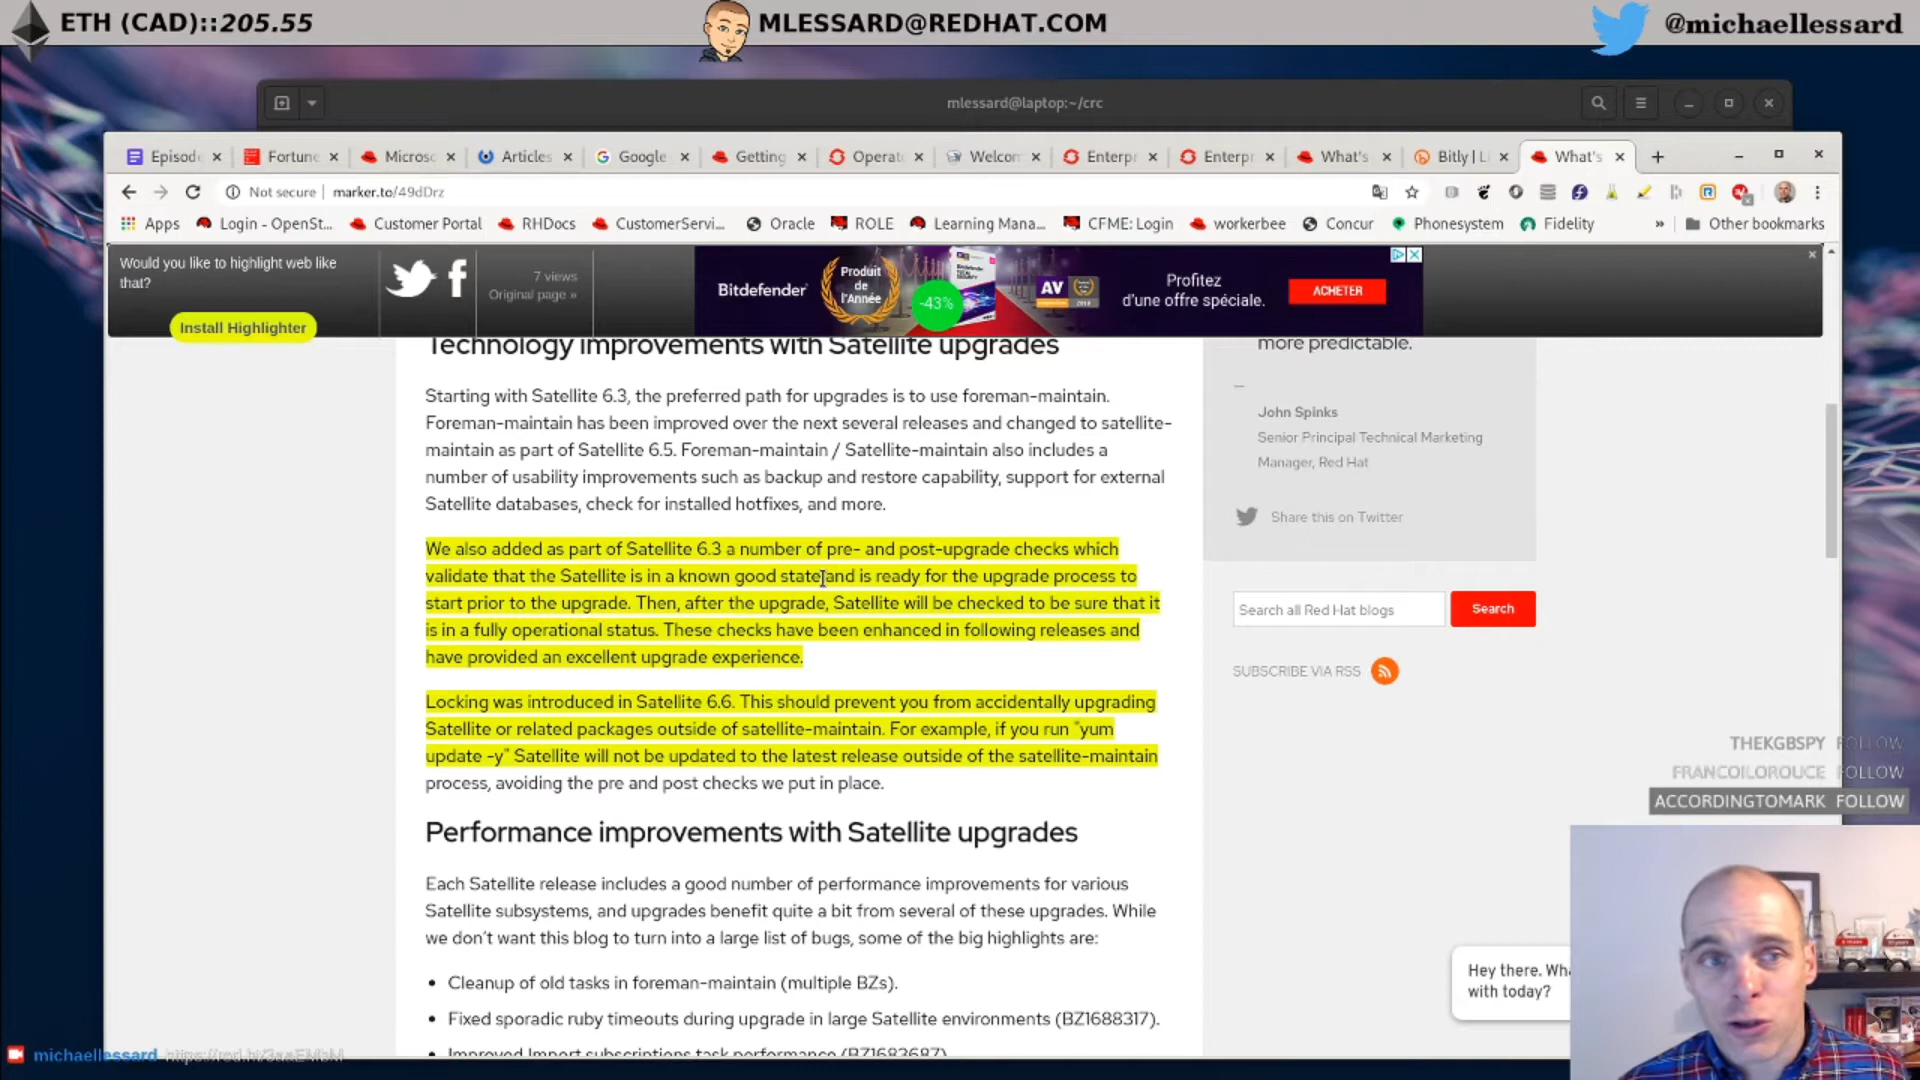 ETH (CAD)::205.55
MLESSARD@REDHAT.COM
@michaellessard
mlessard@laptop:~/crc
Episod
Fortune
Microsc
Articles
Google
Getting
Operat
Welcom
Enterpr
Enterpr
What's
Bitly | L
What's
Not secure | marker.to/49dDrz
Apps
Login - OpenSt...
Customer Portal
RHDocs
CustomerServi...
Oracle
ROLE
Learning Mana...
CFME: Login
workerbee
Concur
Phonesystem
Fidelity
»
Other bookmarks
Would you like to highlight web like
that?
Install Highlighter
7 views
Original page »
Bitdefender
Produit
de
l'Année
-43%
AV
Profitez
d'une offre spéciale.
ACHETER
Technology improvements with Satellite upgrades
Starting with Satellite 6.3, the preferred path for upgrades is to use foreman-maintain.
Foreman-maintain has been improved over the next several releases and changed to satellite-
maintain as part of Satellite 6.5. Foreman-maintain / Satellite-maintain also includes a
number of usability improvements such as backup and restore capability, support for external
Satellite databases, check for installed hotfixes, and more.
We also added as part of Satellite 6.3 a number of pre- and post-upgrade checks which
validate that the Satellite is in a known good state and is ready for the upgrade process to
start prior to the upgrade. Then, after the upgrade, Satellite will be checked to be sure that it
is in a fully operational status. These checks have been enhanced in following releases and
have provided an excellent upgrade experience.
Locking was introduced in Satellite 6.6. This should prevent you from accidentally upgrading
Satellite or related packages outside of satellite-maintain. For example, if you run "yum
update -y" Satellite will not be updated to the latest release outside of the satellite-maintain
process, avoiding the pre and post checks we put in place.
Performance improvements with Satellite upgrades
Each Satellite release includes a good number of performance improvements for various
Satellite subsystems, and upgrades benefit quite a bit from several of these upgrades. While
we don't want this blog to turn into a large list of bugs, some of the big highlights are:
• Cleanup of old tasks in foreman-maintain (multiple BZs).
• Fixed sporadic ruby timeouts during upgrade in large Satellite environments (BZ1688317).
• Improved Import subscriptions task performance (BZ1683687)
more predictable.
—
John Spinks
Senior Principal Technical Marketing
Manager, Red Hat
Share this on Twitter
Search all Red Hat blogs
Search
SUBSCRIBE VIA RSS
THEKGBSPY FOLLOW
FRANCOILOROUCE FOLLOW
ACCORDINGTOMARK FOLLOW
Hey there. Wha
with today?
michaellessard